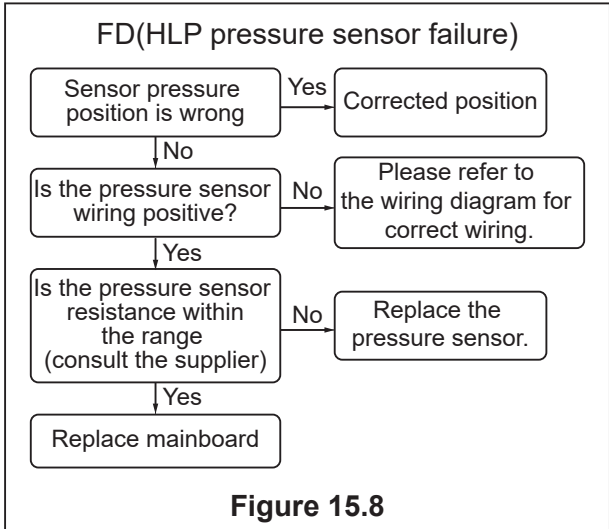 FD(HLP pressure sensor failure)
Sensor pressure
position is wrong
Yes
Corrected position
No
Is the pressure sensor
wiring positive?
No
Please refer to
the wiring diagram for
correct wiring.
Yes
Is the pressure sensor
resistance within
the range
(consult the supplier)
No
Replace the
pressure sensor.
Yes
Replace mainboard
Figure 15.8